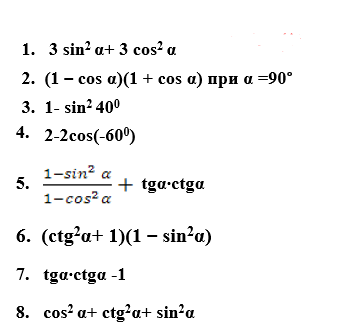 1. 3 sin² α+ 3 cos² α
2. (1 – cos α)(1 + cos α) при α =90°
3. 1- sin² 40⁰
4. 2-2cos(-60⁰)
5. (1−sin² α)/(1−cos² α) + tgα·ctgα
6. (ctg²α+ 1)(1 – sin²α)
7. tgα·ctgα -1
8. cos² α+ ctg²α+ sin²α